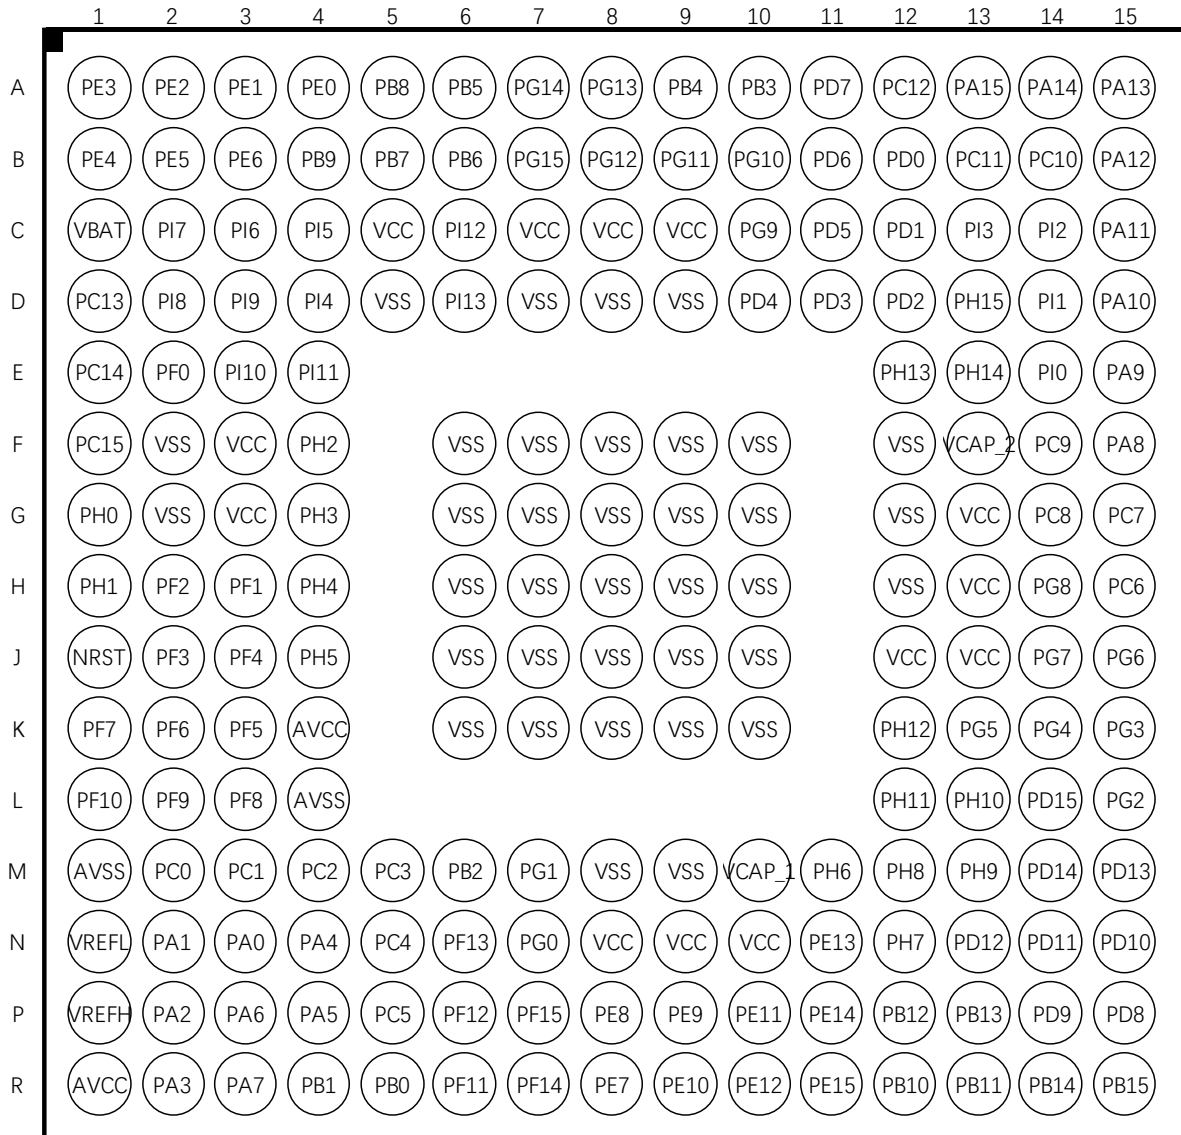 1 2 3 4 5 6 7 8 9 10 11 12 13 14 15
A PE3 PE2 PE1 PE0 PB8 PB5 PG14 PG13 PB4 PB3 PD7 PC12 PA15 PA14 PA13
B PE4 PE5 PE6 PB9 PB7 PB6 PG15 PG12 PG11 PG10 PD6 PD0 PC11 PC10 PA12
C VBAT PI7 PI6 PI5 VCC PI12 VCC VCC VCC PG9 PD5 PD1 PI3 PI2 PA11
D PC13 PI8 PI9 PI4 VSS PI13 VSS VSS VSS PD4 PD3 PD2 PH15 PI1 PA10
E PC14 PF0 PI10 PI11 PH13 PH14 PI0 PA9
F PC15 VSS VCC PH2 VSS VSS VSS VSS VSS VSS VCAP_2 PC9 PA8
G PH0 VSS VCC PH3 VSS VSS VSS VSS VSS VSS VCC PC8 PC7
H PH1 PF2 PF1 PH4 VSS VSS VSS VSS VSS VSS VCC PG8 PC6
J NRST PF3 PF4 PH5 VSS VSS VSS VSS VSS VCC VCC PG7 PG6
K PF7 PF6 PF5 AVCC VSS VSS VSS VSS VSS PH12 PG5 PG4 PG3
L PF10 PF9 PF8 AVSS PH11 PH10 PD15 PG2
M AVSS PC0 PC1 PC2 PC3 PB2 PG1 VSS VSS VCAP_1 PH6 PH8 PH9 PD14 PD13
N VREFL PA1 PA0 PA4 PC4 PF13 PG0 VCC VCC VCC PE13 PH7 PD12 PD11 PD10
P VREFH PA2 PA6 PA5 PC5 PF12 PF15 PE8 PE9 PE11 PE14 PB12 PB13 PD9 PD8
R AVCC PA3 PA7 PB1 PB0 PF11 PF14 PE7 PE10 PE12 PE15 PB10 PB11 PB14 PB15